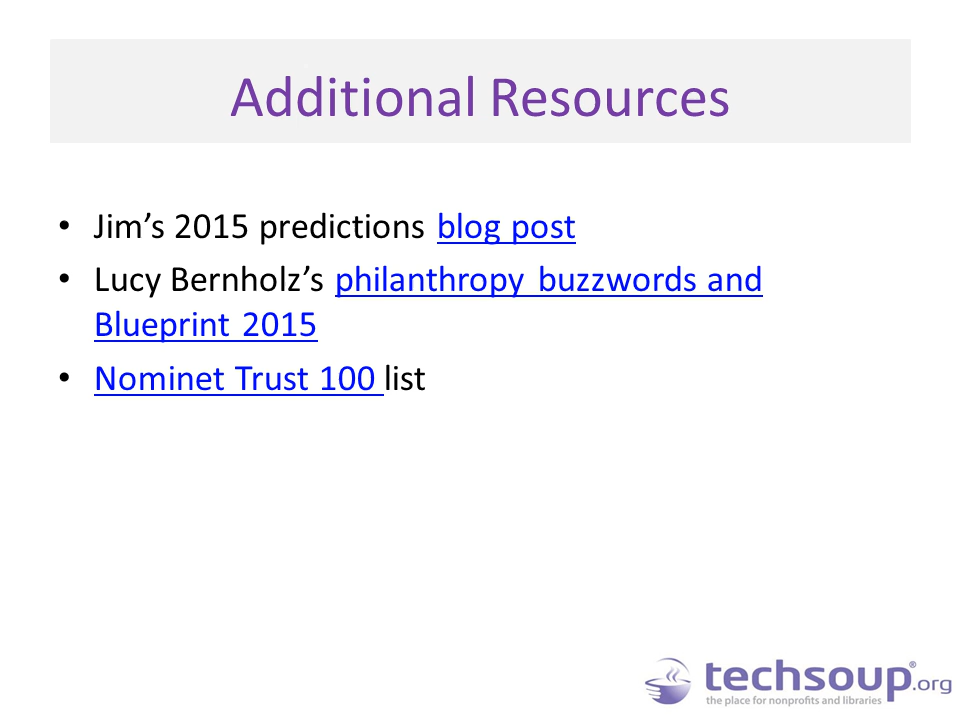 Additional Resources
• Jim’s 2015 predictions blog post
• Lucy Bernholz’s philanthropy buzzwords and
Blueprint 2015
• Nominet Trust 100 list
techsoup®.org
the place for nonprofits and libraries